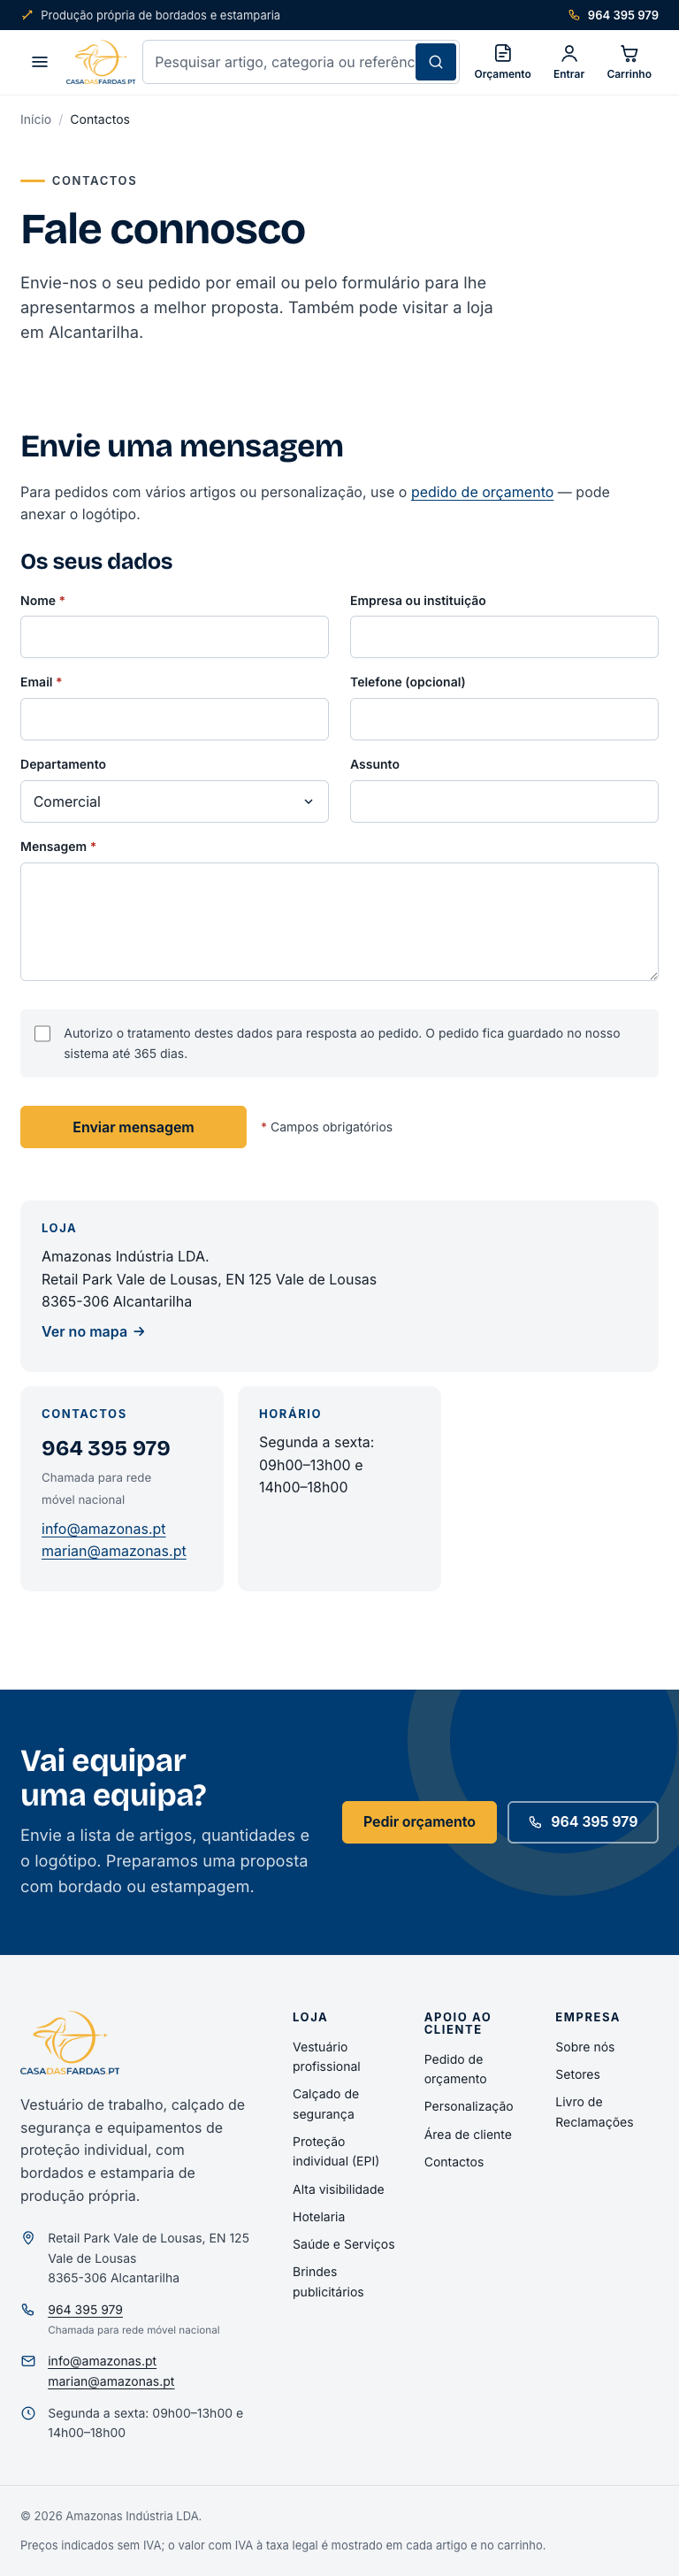 Produção própria de bordados e estamparia
964 395 979
CASADASFARDAS.PT
Pesquisar artigo, categoria ou referênc
Orçamento
Entrar
Carrinho
Início / Contactos
CONTACTOS
Fale connosco
Envie-nos o seu pedido por email ou pelo formulário para lhe
apresentarmos a melhor proposta. Também pode visitar a loja
em Alcantarilha.
Envie uma mensagem
Para pedidos com vários artigos ou personalização, use o pedido de orçamento — pode
anexar o logótipo.
Os seus dados
Nome *
Empresa ou instituição
Email *
Telefone (opcional)
Departamento
Assunto
Comercial
Mensagem *
Autorizo o tratamento destes dados para resposta ao pedido. O pedido fica guardado no nosso
sistema até 365 dias.
Enviar mensagem
* Campos obrigatórios
LOJA
Amazonas Indústria LDA.
Retail Park Vale de Lousas, EN 125 Vale de Lousas
8365-306 Alcantarilha
Ver no mapa →
CONTACTOS
964 395 979
Chamada para rede
móvel nacional
info@amazonas.pt
marian@amazonas.pt
HORÁRIO
Segunda a sexta:
09h00–13h00 e
14h00–18h00
Vai equipar
uma equipa?
Envie a lista de artigos, quantidades e
o logótipo. Preparamos uma proposta
com bordado ou estampagem.
Pedir orçamento
964 395 979
CASADASFARDAS.PT
Vestuário de trabalho, calçado de
segurança e equipamentos de
proteção individual, com
bordados e estamparia de
produção própria.
Retail Park Vale de Lousas, EN 125
Vale de Lousas
8365-306 Alcantarilha
964 395 979
Chamada para rede móvel nacional
info@amazonas.pt
marian@amazonas.pt
Segunda a sexta: 09h00–13h00 e
14h00–18h00
LOJA
Vestuário
profissional
Calçado de
segurança
Proteção
individual (EPI)
Alta visibilidade
Hotelaria
Saúde e Serviços
Brindes
publicitários
APOIO AO
CLIENTE
Pedido de
orçamento
Personalização
Área de cliente
Contactos
EMPRESA
Sobre nós
Setores
Livro de
Reclamações
© 2026 Amazonas Indústria LDA.
Preços indicados sem IVA; o valor com IVA à taxa legal é mostrado em cada artigo e no carrinho.